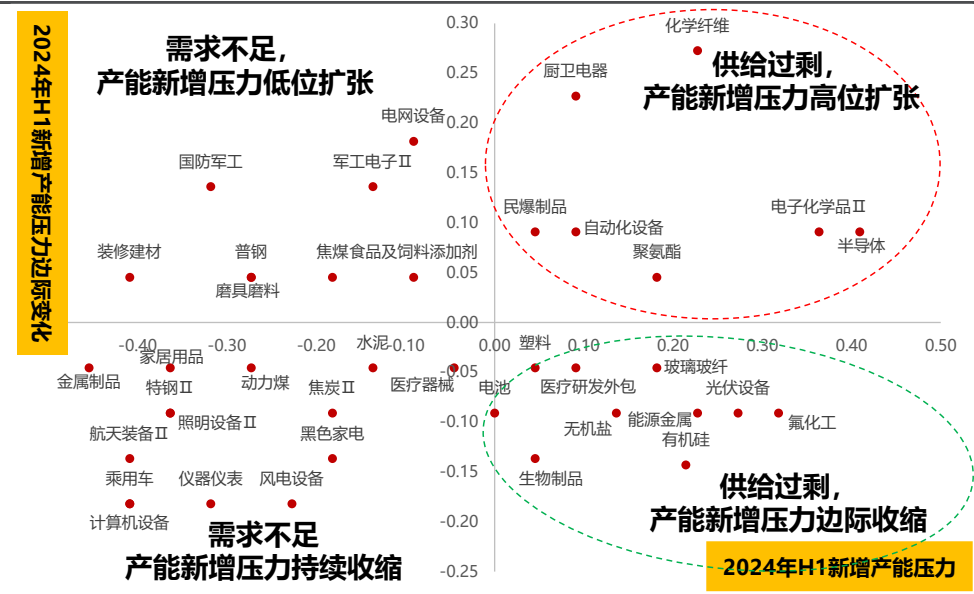 2024年H1新增产能压力边际变化
需求不足，
产能新增压力低位扩张
供给过剩，
产能新增压力高位扩张
0.30
化学纤维
0.25
厨卫电器
0.20
电网设备
0.15
国防军工
军工电子Ⅱ
0.10
民爆制品
自动化设备
电子化学品Ⅱ
半导体
0.05
装修建材
普钢
磨具磨料
焦煤
食品及饲料添加剂
聚氨酯
0.00
-0.40
-0.30
-0.20
-0.10
0.00
0.10
0.20
0.30
0.40
0.50
水泥
塑料
家居用品
-0.05
金属制品
特钢Ⅱ
动力煤
焦炭Ⅱ
医疗器械
电池
医疗研发外包
玻璃玻纤
光伏设备
-0.10
航天装备Ⅱ
照明设备Ⅱ
黑色家电
无机盐
能源金属
有机硅
氟化工
-0.15
乘用车
仪器仪表
风电设备
生物制品
-0.20
计算机设备
-0.25
需求不足
产能新增压力持续收缩
供给过剩，
产能新增压力边际收缩
2024年H1新增产能压力